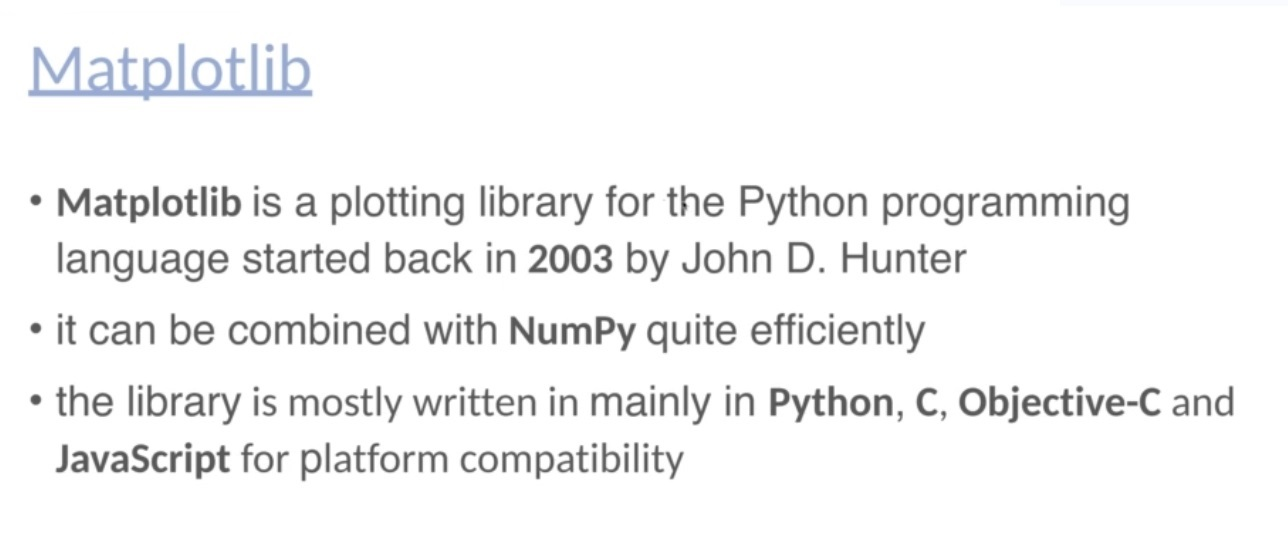 Matplotlib
• Matplotlib is a plotting library for the Python programming
language started back in 2003 by John D. Hunter
• it can be combined with NumPy quite efficiently
• the library is mostly written in mainly in Python, C, Objective-C and
JavaScript for platform compatibility